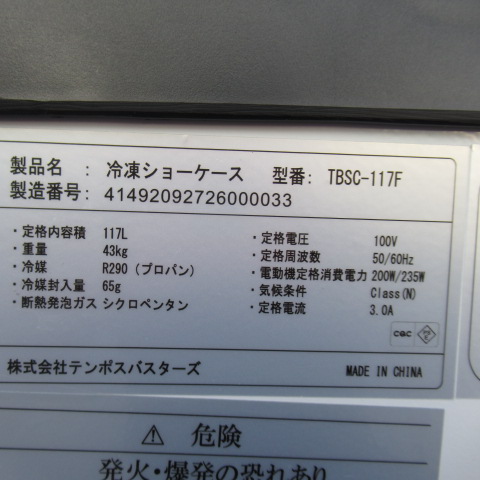 製品名 : 冷凍ショーケース 型番: TBSC-117F
製造番号: 41492092726000033
・定格内容積 117L
・重量 43kg
・冷媒 R290 (プロパン)
・冷媒封入量 65g
・断熱発泡ガス シクロペンタン
・定格電圧 100V
・定格周波数 50/60Hz
・電動機定格消費電力 200W/235W
・気候条件 Class(N)
・定格電流 3.0A
CQC
株式会社テンポスバスターズ MADE IN CHINA
⚠ 危険
発火・爆発の恐れあり